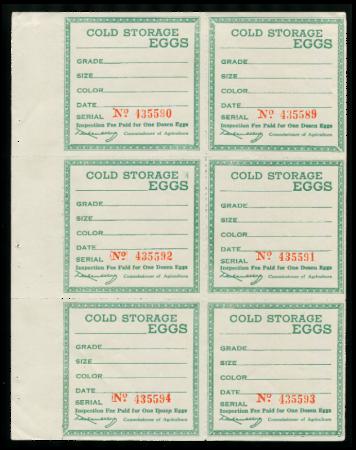 COLD STORAGE
EGGS
GRADE
SIZE
COLOR
DATE
SERIAL No 435590
Inspection Fee Paid for One Dozen Eggs
Commissioner of Agriculture
COLD STORAGE
EGGS
GRADE
SIZE
COLOR
DATE
SERIAL No 435589
Inspection Fee Paid for One Dozen Eggs
Commissioner of Agriculture
COLD STORAGE
EGGS
GRADE
SIZE
COLOR
DATE
SERIAL No 435592
Inspection Fee Paid for One Dozen Eggs
Commissioner of Agriculture
COLD STORAGE
EGGS
GRADE
SIZE
COLOR
DATE
SERIAL No 435591
Inspection Fee Paid for One Dozen Eggs
Commissioner of Agriculture
COLD STORAGE
EGGS
GRADE
SIZE
COLOR
DATE
SERIAL No 435594
Inspection Fee Paid for One Dozen Eggs
Commissioner of Agriculture
COLD STORAGE
EGGS
GRADE
SIZE
COLOR
DATE
SERIAL No 435593
Inspection Fee Paid for One Dozen Eggs
Commissioner of Agriculture